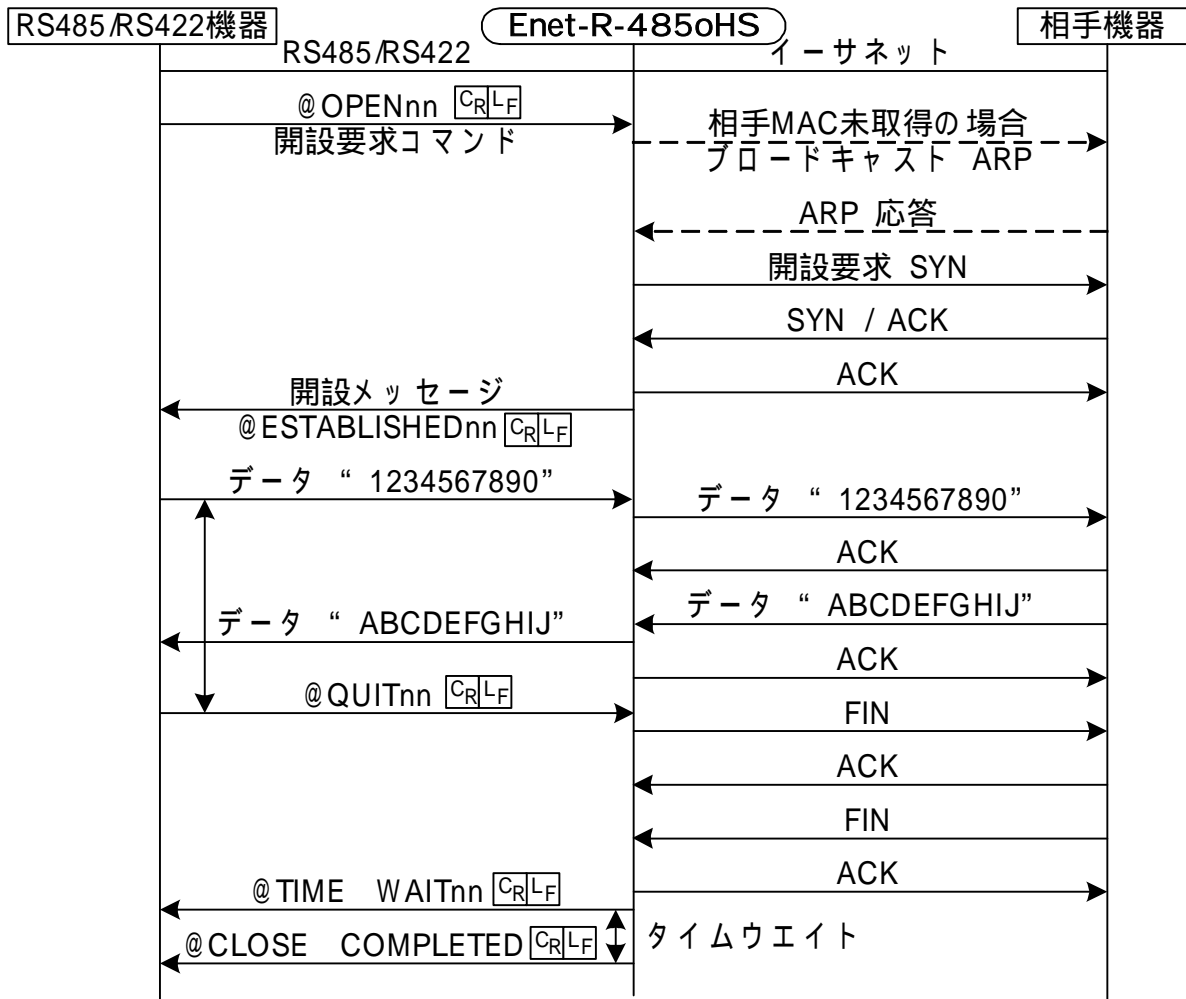 RS485/RS422機器
Enet-R-485oHS
相手機器
RS485/RS422
イーサネット
@OPENnn CRLF
開設要求コマンド
相手MAC未取得の場合
ブロードキャスト ARP
ARP 応答
開設要求 SYN
SYN / ACK
ACK
開設メッセージ
@ESTABLISHEDnn CRLF
データ “ 1234567890”
データ “ 1234567890”
ACK
データ “ ABCDEFGHIJ”
データ “ ABCDEFGHIJ”
ACK
@QUITnn CRLF
FIN
ACK
FIN
ACK
@TIME WAITnn CRLF
タイムウエイト
@CLOSE COMPLETED CRLF